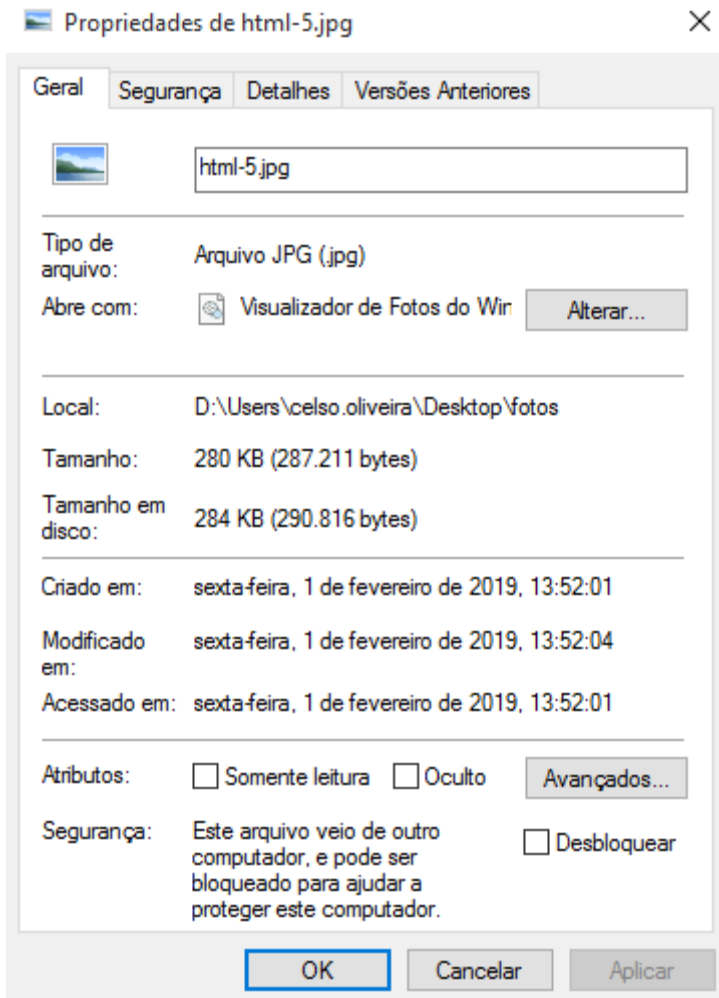 Propriedades de html-5.jpg
Geral Segurança Detalhes Versões Anteriores
html-5.jpg
Tipo de
arquivo:
Arquivo JPG (.jpg)
Abre com: Visualizador de Fotos do Win Alterar...
Local: D:\Users\celso.oliveira\Desktop\fotos
Tamanho: 280 KB (287.211 bytes)
Tamanho em
disco:
284 KB (290.816 bytes)
Criado em: sexta-feira, 1 de fevereiro de 2019, 13:52:01
Modificado
em:
sexta-feira, 1 de fevereiro de 2019, 13:52:04
Acessado em: sexta-feira, 1 de fevereiro de 2019, 13:52:01
Atributos: Somente leitura Oculto Avançados...
Segurança: Este arquivo veio de outro
computador, e pode ser
bloqueado para ajudar a
proteger este computador.
Desbloquear
OK Cancelar Aplicar